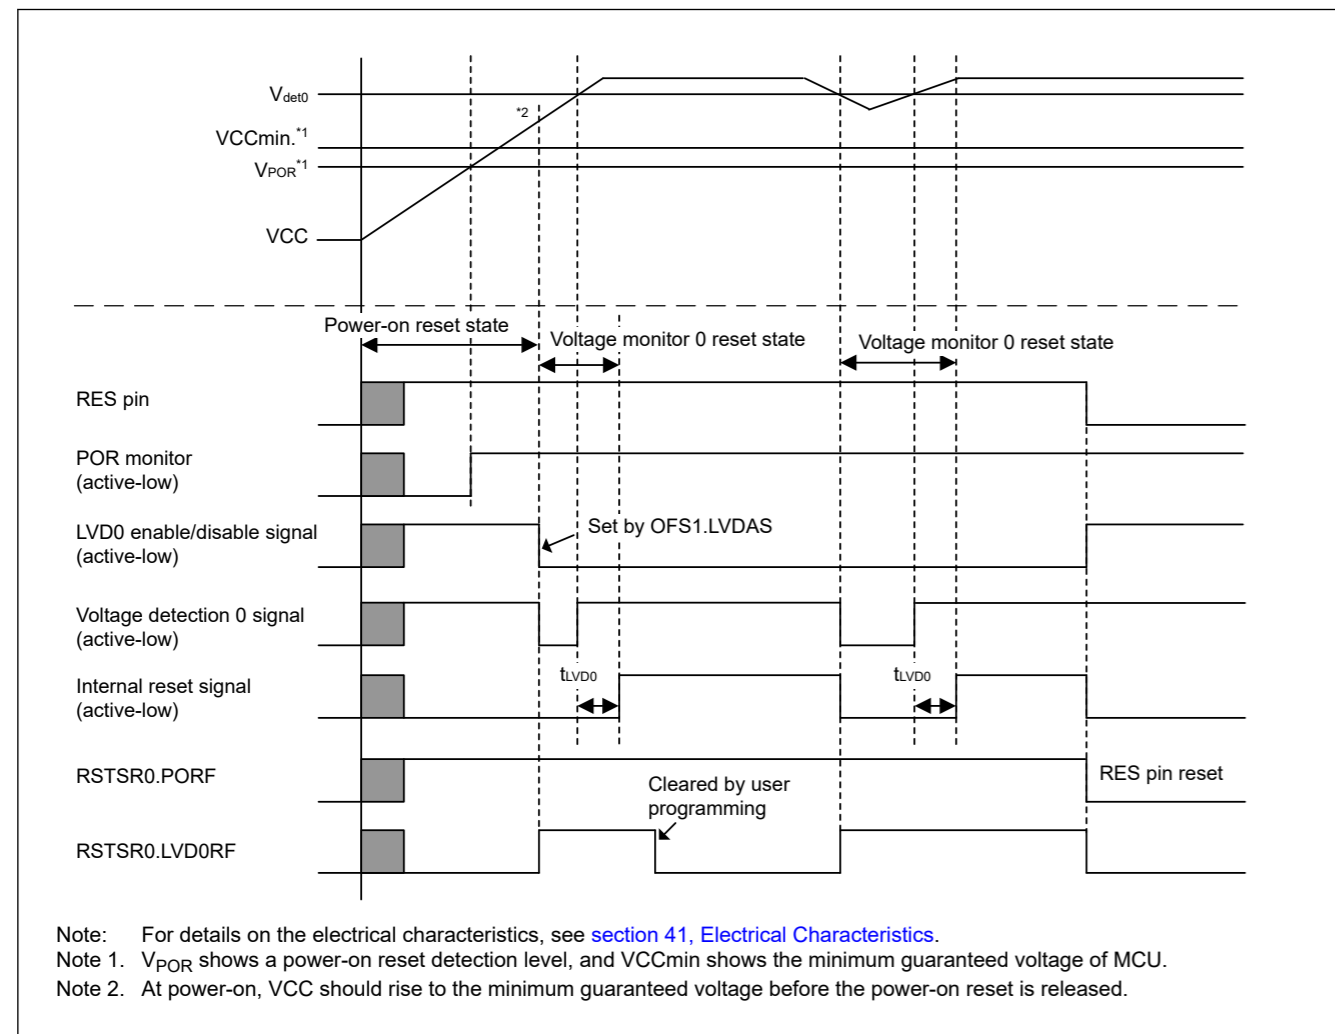 Vdet0
*2
VCCmin.*1
VPOR*1
VCC
Power-on reset state
Voltage monitor 0 reset state
Voltage monitor 0 reset state
RES pin
POR monitor
(active-low)
LVD0 enable/disable signal
(active-low)
Set by OFS1.LVDAS
Voltage detection 0 signal
(active-low)
tLVD0
tLVD0
Internal reset signal
(active-low)
RSTSR0.PORF
RES pin reset
Cleared by user
programming
RSTSR0.LVD0RF
Note: For details on the electrical characteristics, see section 41, Electrical Characteristics.
Note 1. VPOR shows a power-on reset detection level, and VCCmin shows the minimum guaranteed voltage of MCU.
Note 2. At power-on, VCC should rise to the minimum guaranteed voltage before the power-on reset is released.